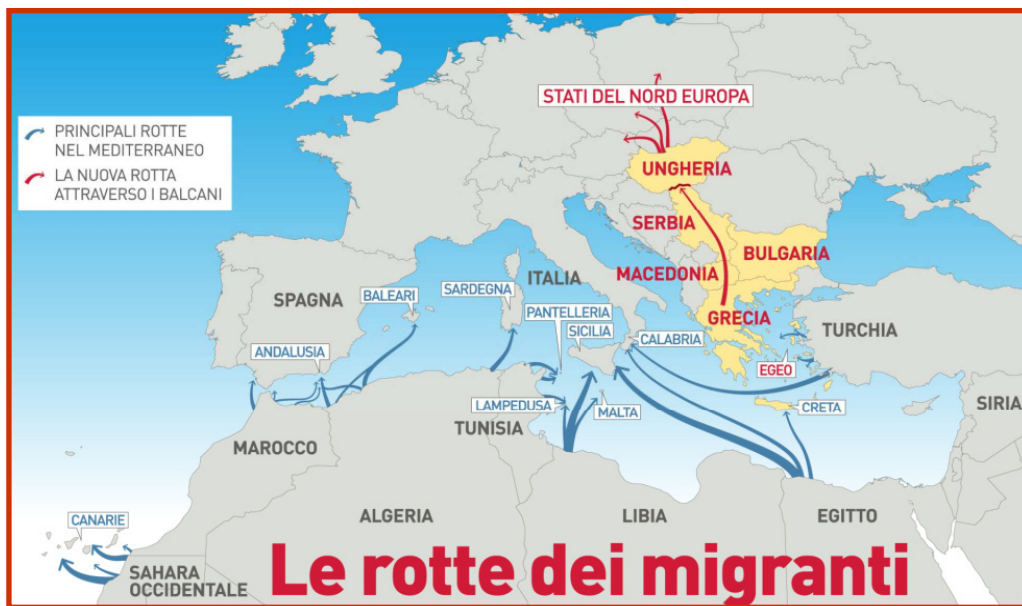 PRINCIPALI ROTTE
NEL MEDITERRANEO
LA NUOVA ROTTA
ATTRAVERSO I BALCANI
STATI DEL NORD EUROPA
UNGHERIA
SERBIA
BULGARIA
MACEDONIA
GRECIA
ITALIA
SPAGNA
BALEARI
SARDEGNA
PANTELLERIA
SICILIA
CALABRIA
TURCHIA
ANDALUSIA
EGEO
LAMPEDUSA
MALTA
CRETA
SIRIA
TUNISIA
MAROCCO
ALGERIA
LIBIA
EGITTO
CANARIE
SAHARA
OCCIDENTALE
Le rotte dei migranti